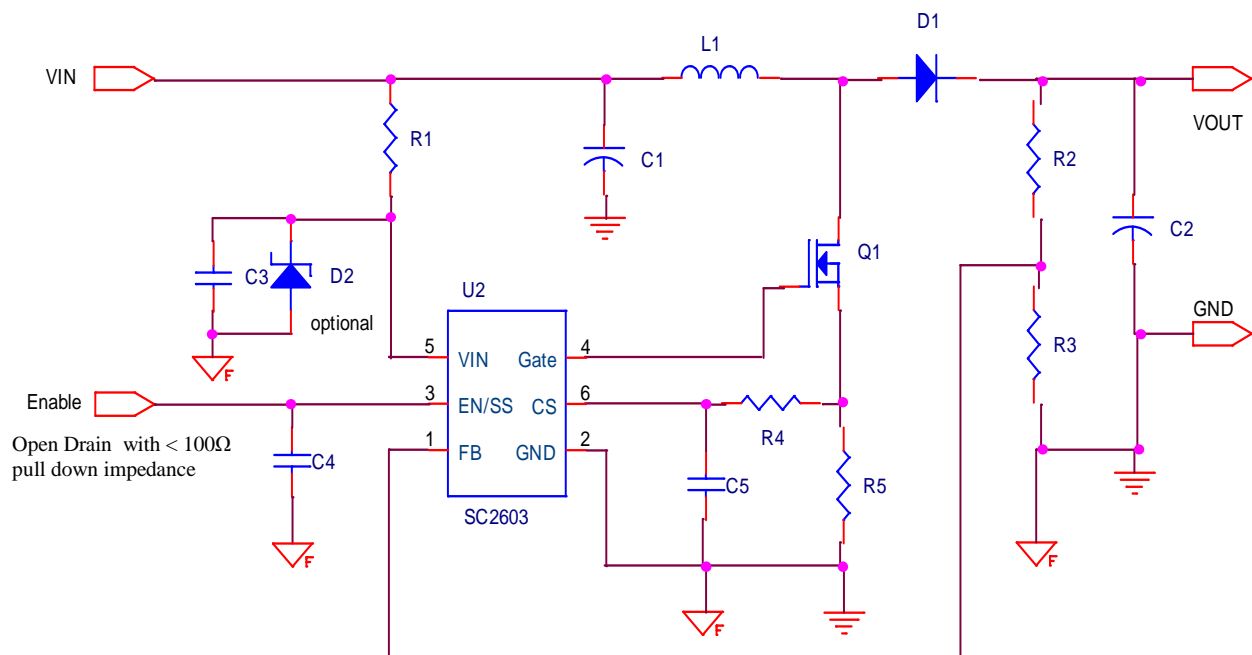 D1
L1
VIN
VOUT
R1
R2
C1
C2
Q1
C3
D2
U2
optional
GND
5
VIN
Gate
4
R3
Enable
3
EN/SS
CS
6
Open Drain with < 100Ω
pull down impedance
R4
1
FB
GND
2
C4
C5
R5
SC2603
F
F
F
F